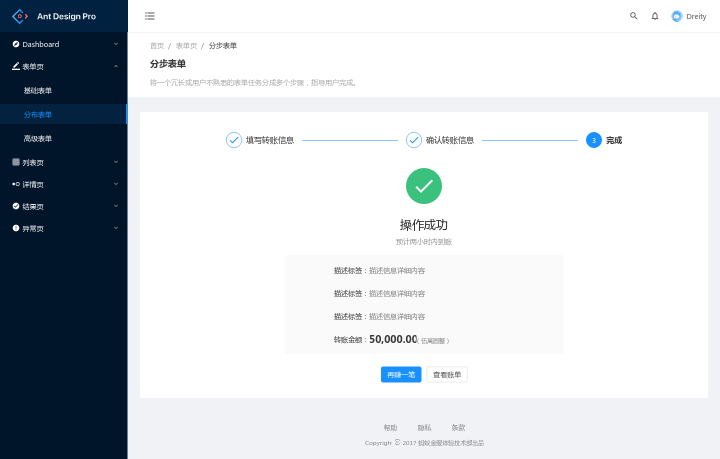 Ant Design Pro
Dreity
Dashboard
表单页
基础表单
分布表单
高级表单
列表页
详情页
结果页
异常页
首页 / 表单页 / 分步表单
分步表单
将一个冗长或用户不熟悉的表单任务分成多个步骤，指导用户完成。
填写转账信息
确认转账信息
3 完成
操作成功
预计两小时内到账
描述标签：描述信息详细内容
描述标签：描述信息详细内容
描述标签：描述信息详细内容
转账金额：50,000.00（伍萬圆整）
再赚一笔 查看账单
帮助 隐私 条款
Copyright © 2017 蚂蚁金服体验技术部出品